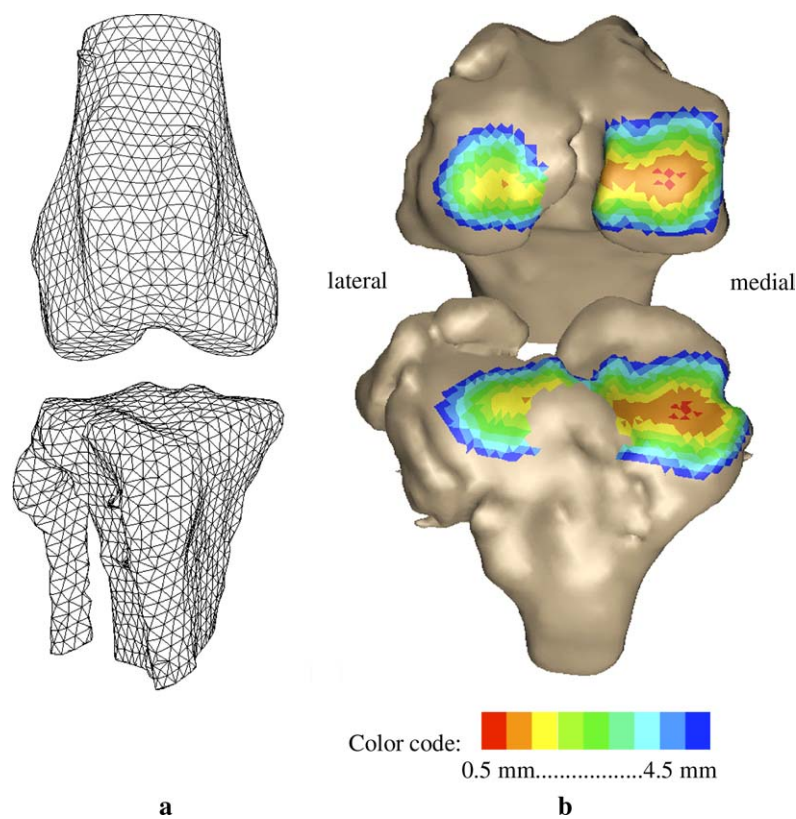 lateral
medial
Color code:
0.5 mm....................4.5 mm
a
b